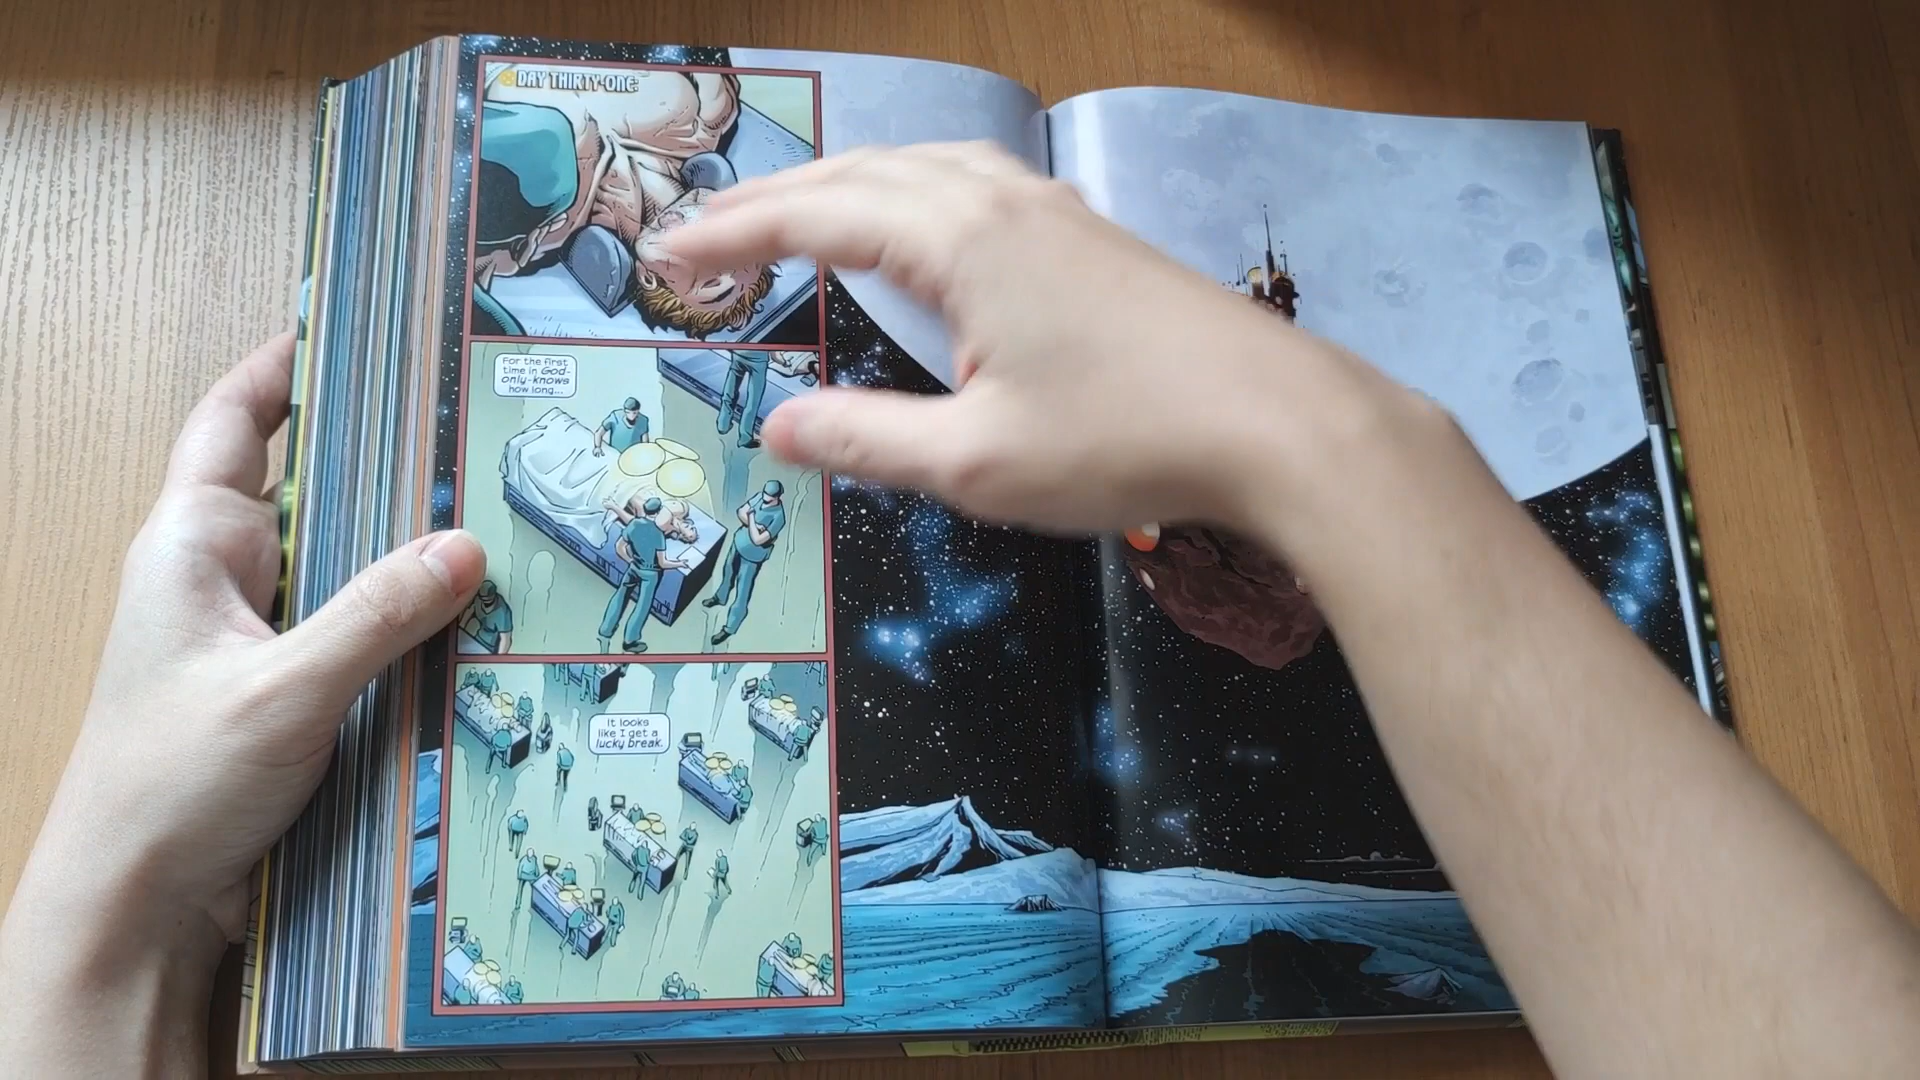 DAY THIRTY-ONE:
For the first
time in God-
only-knows
how long...
It looks
like I get a
lucky break.